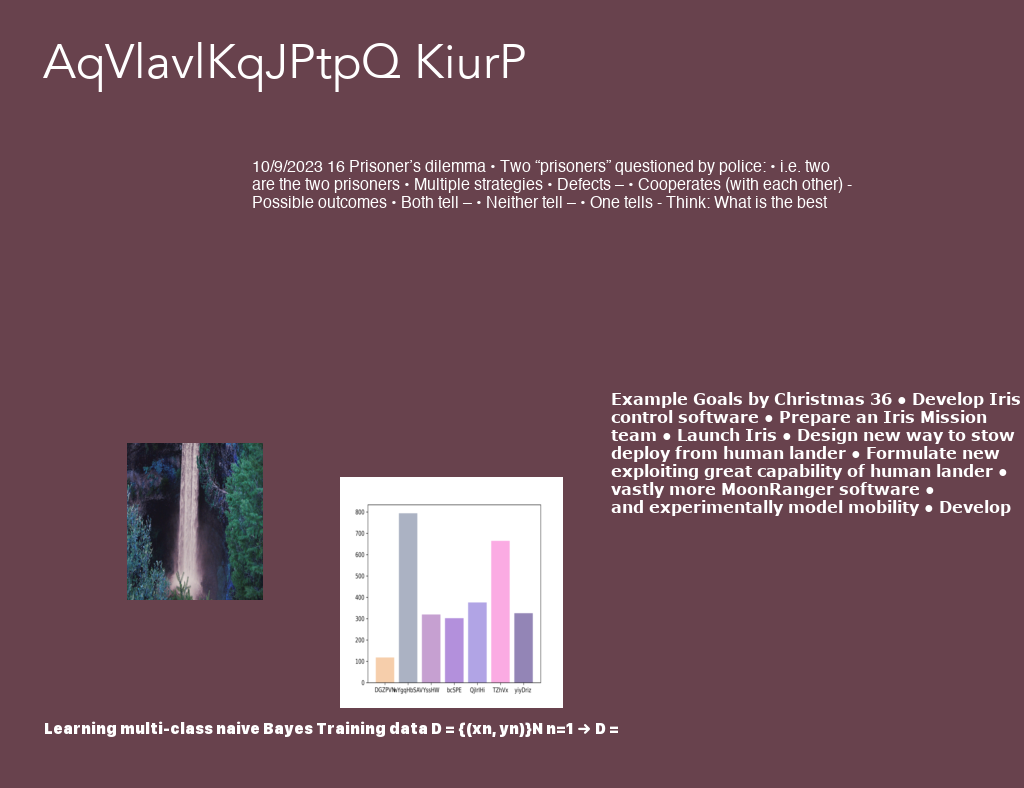 AqVlavlKqJPtpQ KiurP
10/9/2023 16 Prisoner’s dilemma • Two “prisoners” questioned by police: • i.e. two
are the two prisoners • Multiple strategies • Defects – • Cooperates (with each other) -
Possible outcomes • Both tell – • Neither tell – • One tells - Think: What is the best
Example Goals by Christmas 36 ● Develop Iris
control software ● Prepare an Iris Mission
team ● Launch Iris ● Design new way to stow
deploy from human lander ● Formulate new
exploiting great capability of human lander ●
vastly more MoonRanger software ●
and experimentally model mobility ● Develop
800
700
600
500
400
300
200
100
0
bcSPE QJlrIHi TZhVx yiyDriz
Learning multi-class naive Bayes Training data D = {(xn, yn)}N n=1 → D =